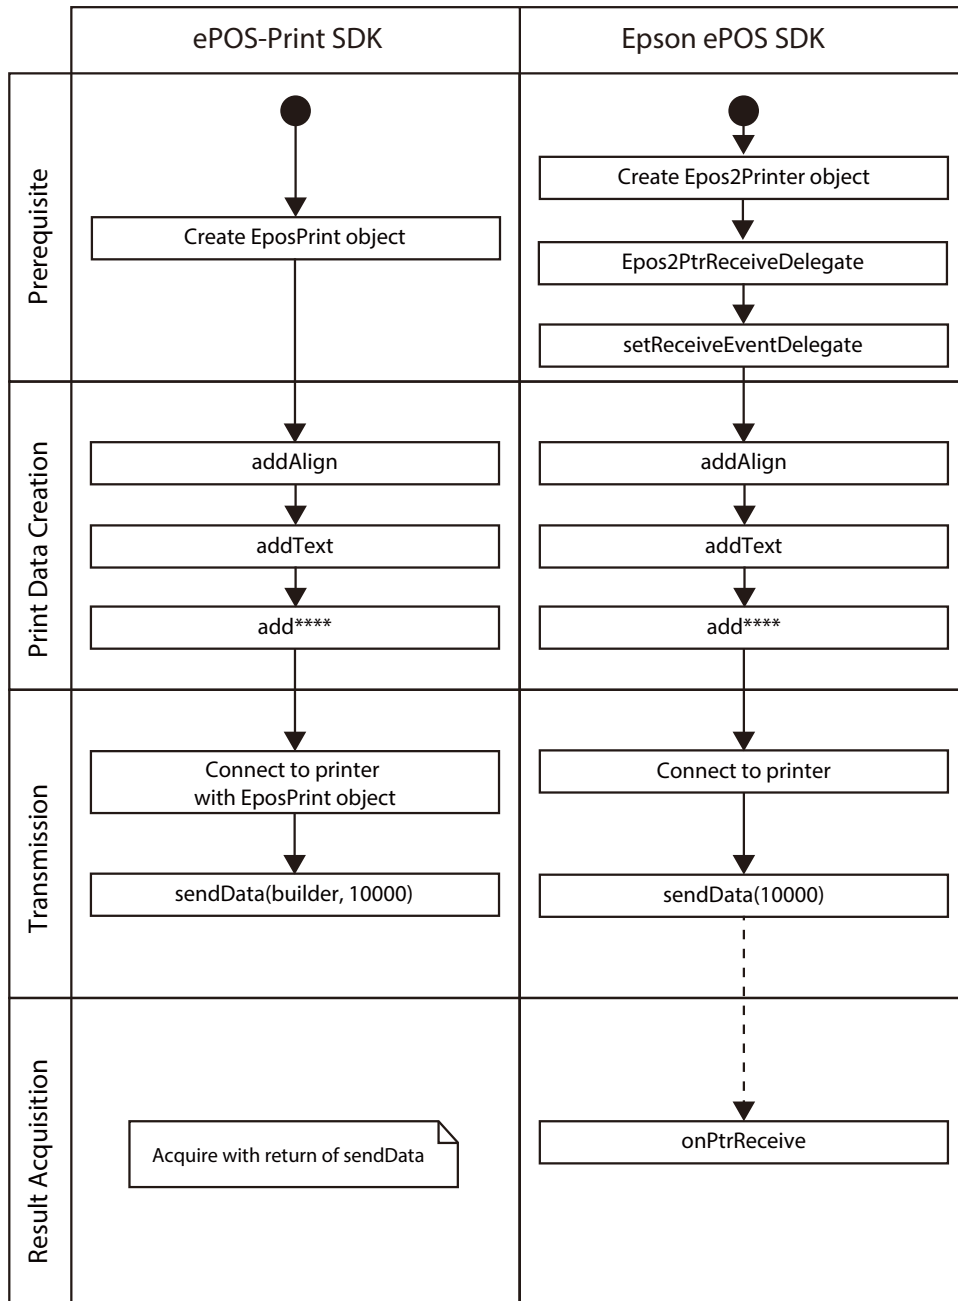 ePOS-Print SDK
Epson ePOS SDK
Prerequisite
Create EposPrint object
Create Epos2Printer object
Epos2PtrReceiveDelegate
setReceiveEventDelegate
Print Data Creation
addAlign
addText
add****
addAlign
addText
add****
Transmission
Connect to printer
with EposPrint object
sendData(builder, 10000)
Connect to printer
sendData(10000)
Result Acquisition
Acquire with return of sendData
onPtrReceive